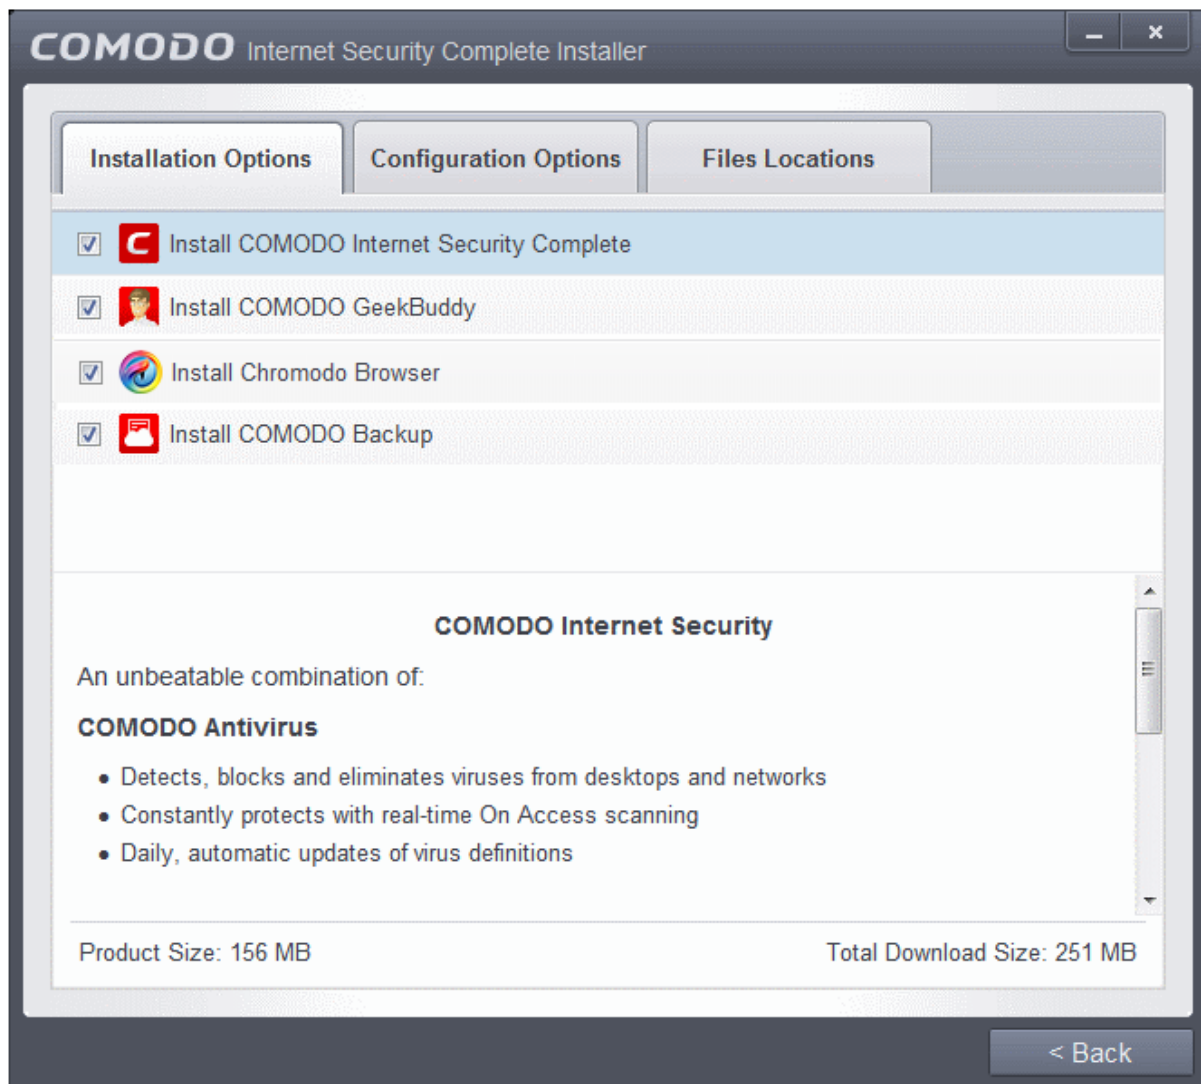 COMODO Internet Security Complete Installer
Installation Options Configuration Options Files Locations
Install COMODO Internet Security Complete
Install COMODO GeekBuddy
Install Chromodo Browser
Install COMODO Backup
COMODO Internet Security
An unbeatable combination of:
COMODO Antivirus
• Detects, blocks and eliminates viruses from desktops and networks
• Constantly protects with real-time On Access scanning
• Daily, automatic updates of virus definitions
Product Size: 156 MB Total Download Size: 251 MB
< Back